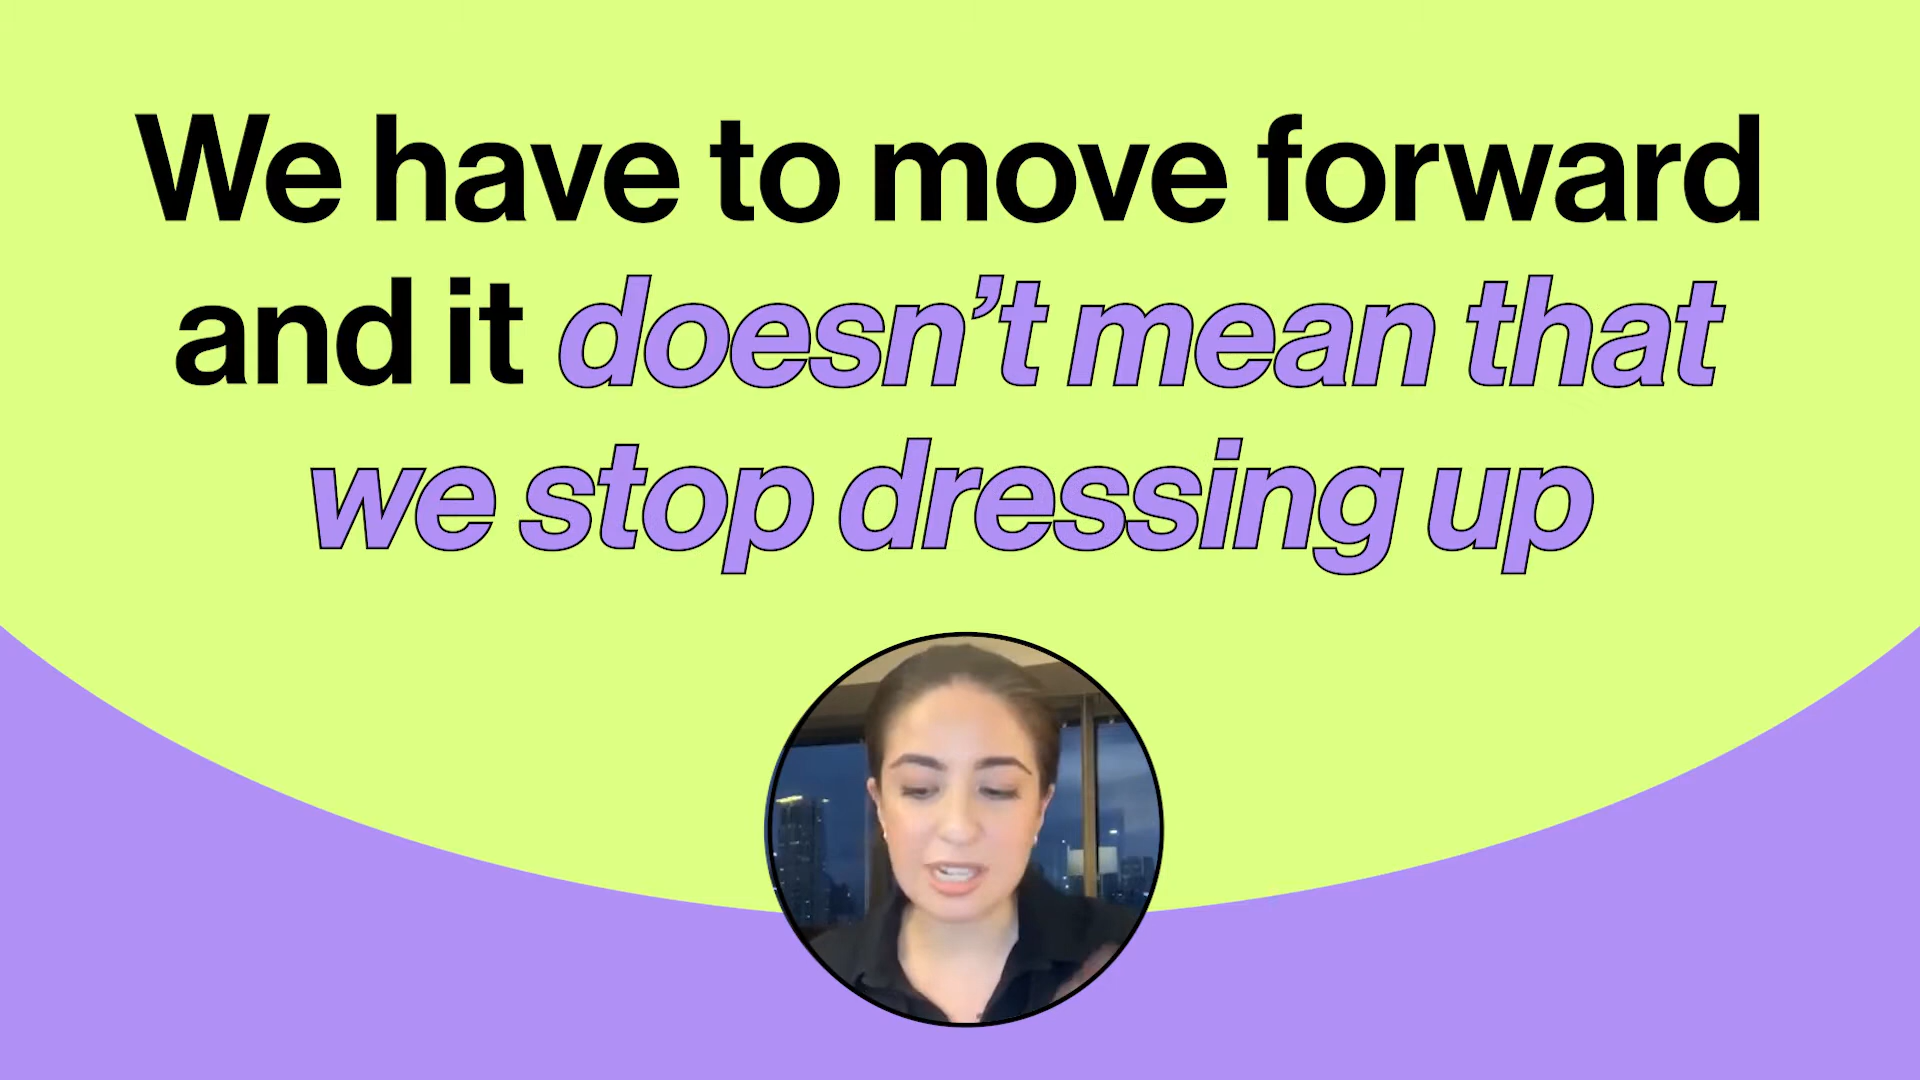 We have to move forward
and it doesn’t mean that
we stop dressing up